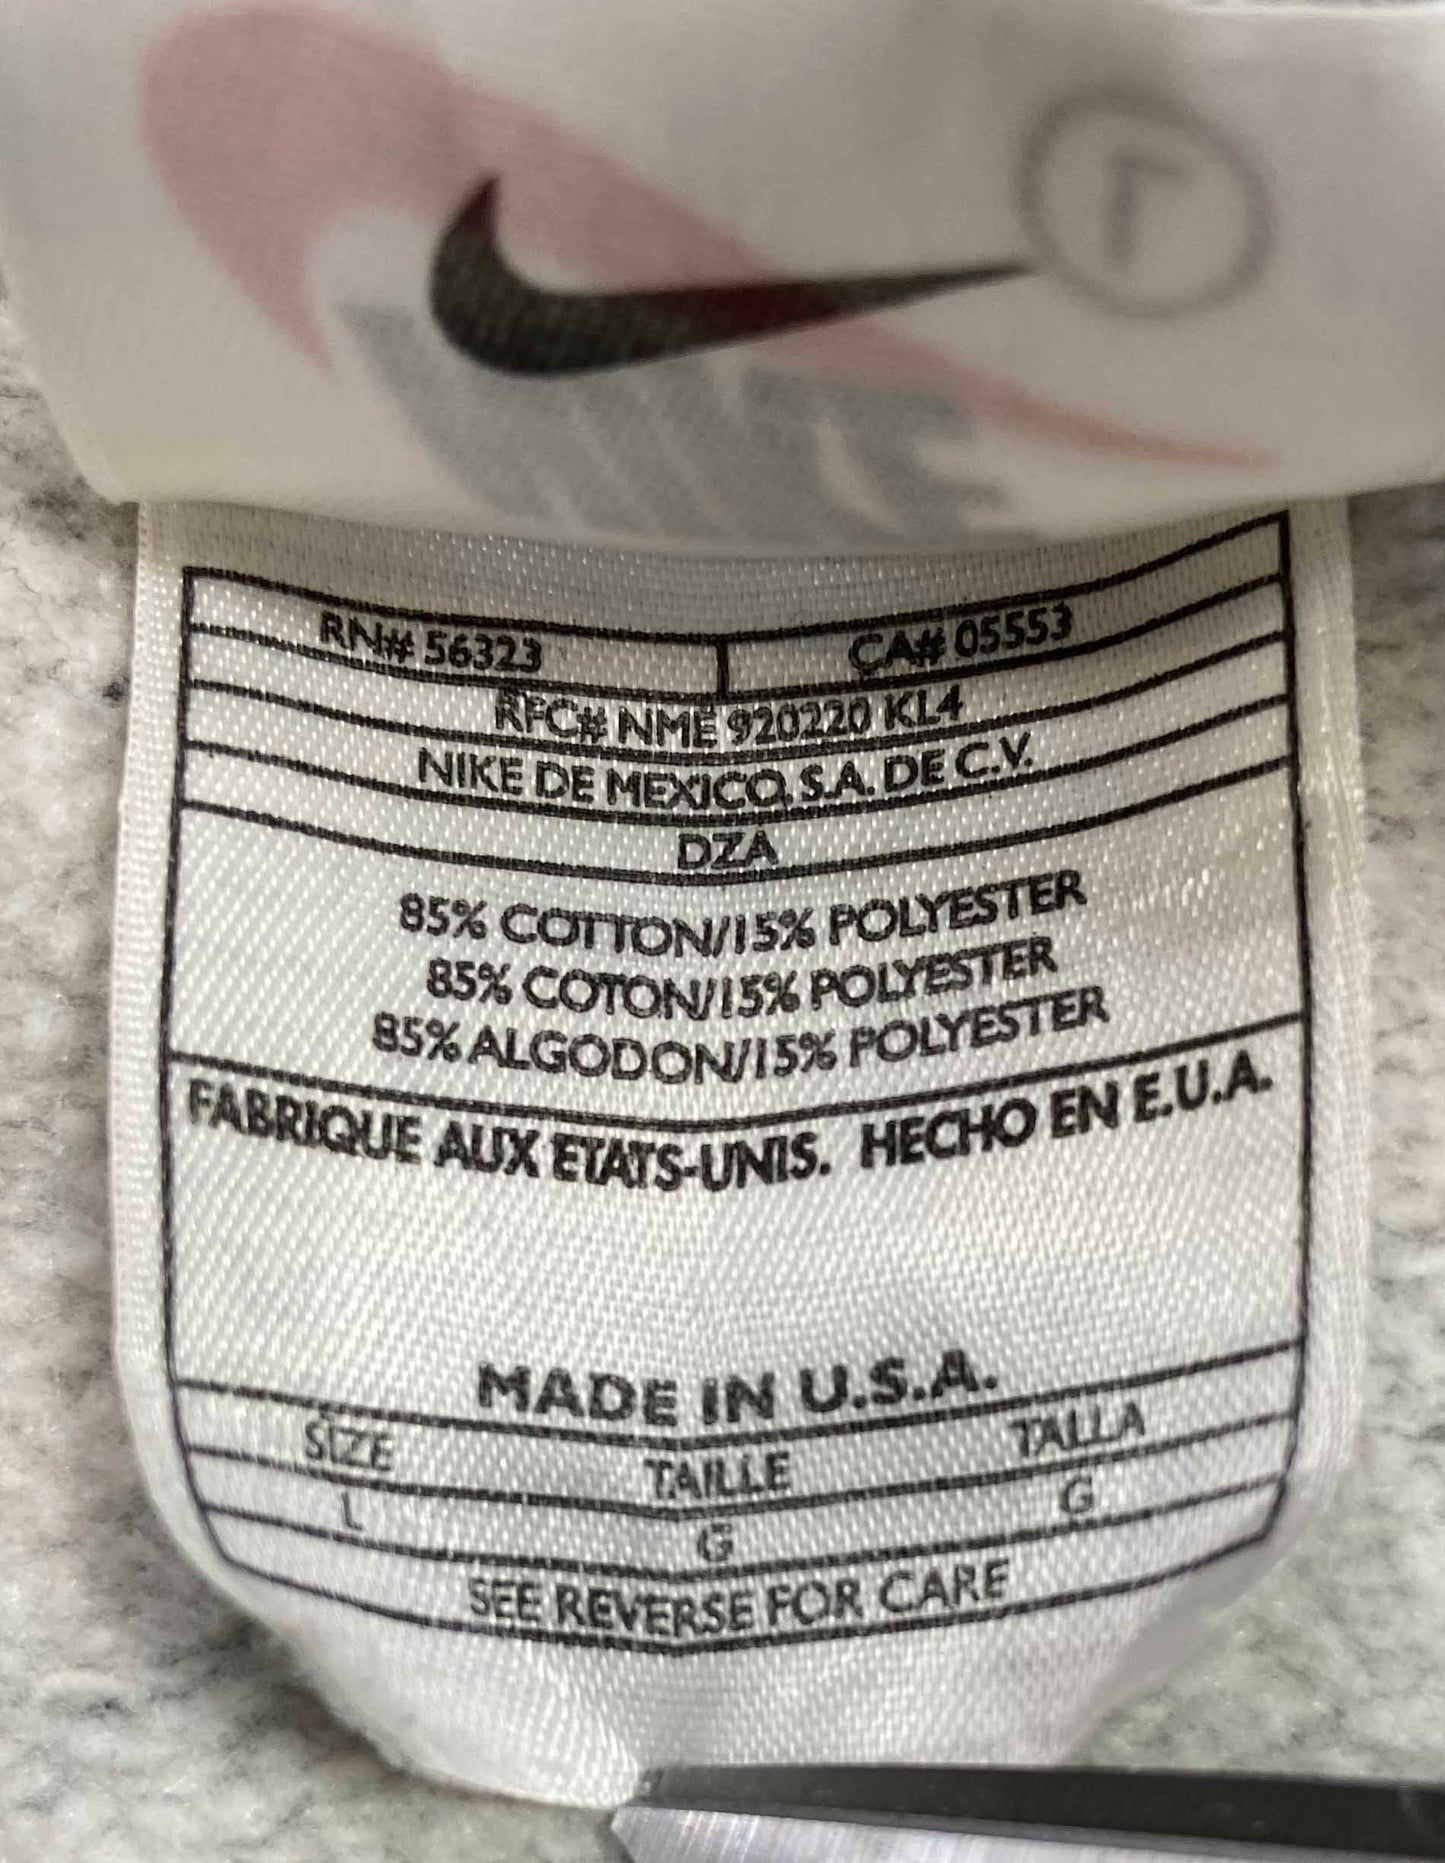 L
RN# 56323 CA# 05553
RFC# NME 920220 KL4
NIKE DE MEXICO, S.A. DE C.V.
DZA
85% COTTON/15% POLYESTER
85% COTON/15% POLYESTER
85% ALGODON/15% POLYESTER
FABRIQUE AUX ETATS-UNIS. HECHO EN E.U.A.
MADE IN U.S.A.
SIZE TAILLE TALLA
L G G
SEE REVERSE FOR CARE